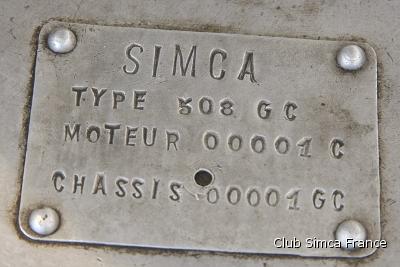 SIMCA
TYPE 508 GC
MOTEUR 00001 C
CHASSIS 00001 GC
Club Simca France